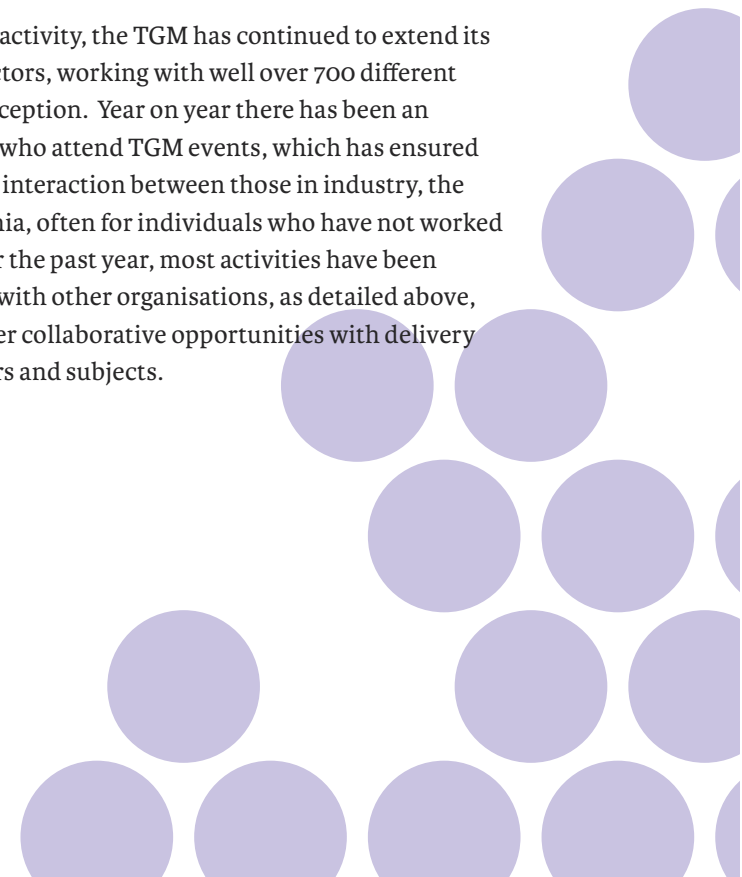 activity, the TGM has continued to extend its
ctors, working with well over 700 different
ception. Year on year there has been an
who attend TGM events, which has ensured
interaction between those in industry, the
nia, often for individuals who have not worked
r the past year, most activities have been
with other organisations, as detailed above,
er collaborative opportunities with delivery
rs and subjects.